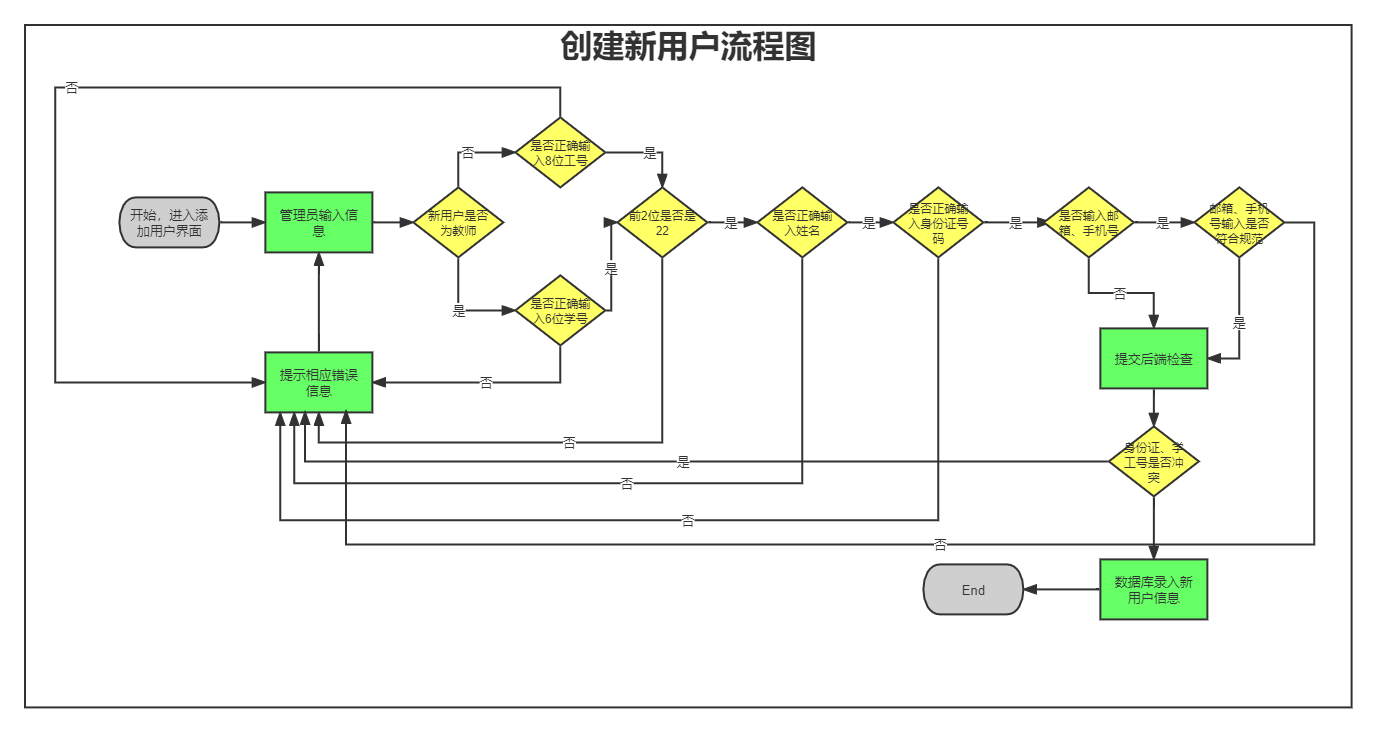 创建新用户流程图
否
是否正确输
入8位工号
否
是
开始，进入添
加用户界面
管理员输入信
息
新用户是否
为教师
前2位是否是
22
是
是否正确输
入姓名
是
是否正确输
入身份证号
码
是
是否输入邮
箱、手机号
是
邮箱、手机
号输入是否
符合规范
是
是
是否正确输
入6位学号
否
是
提交后端检查
提示相应错误
信息
否
否
是
身份证、学
工号是否冲
突
否
否
否
End
数据库录入新
用户信息